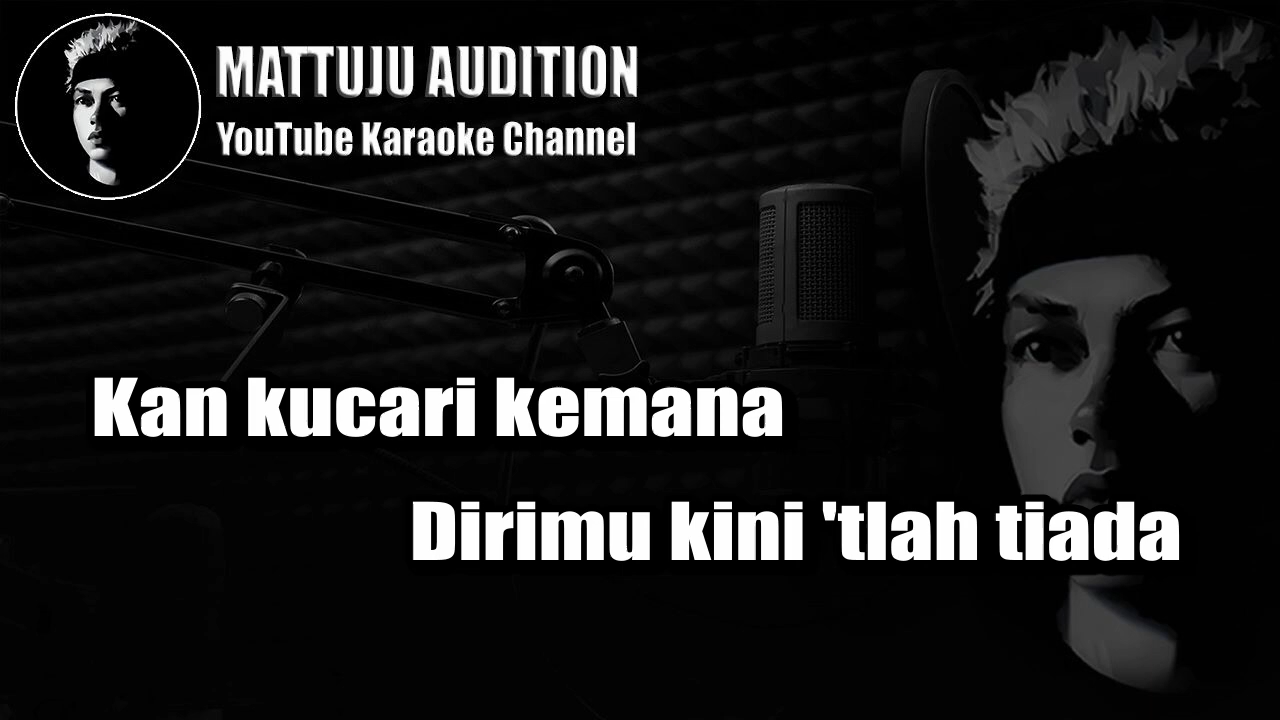 MATTUJU AUDITION
YouTube Karaoke Channel
Kan kucari kemana
Dirimu kini 'tlah tiada